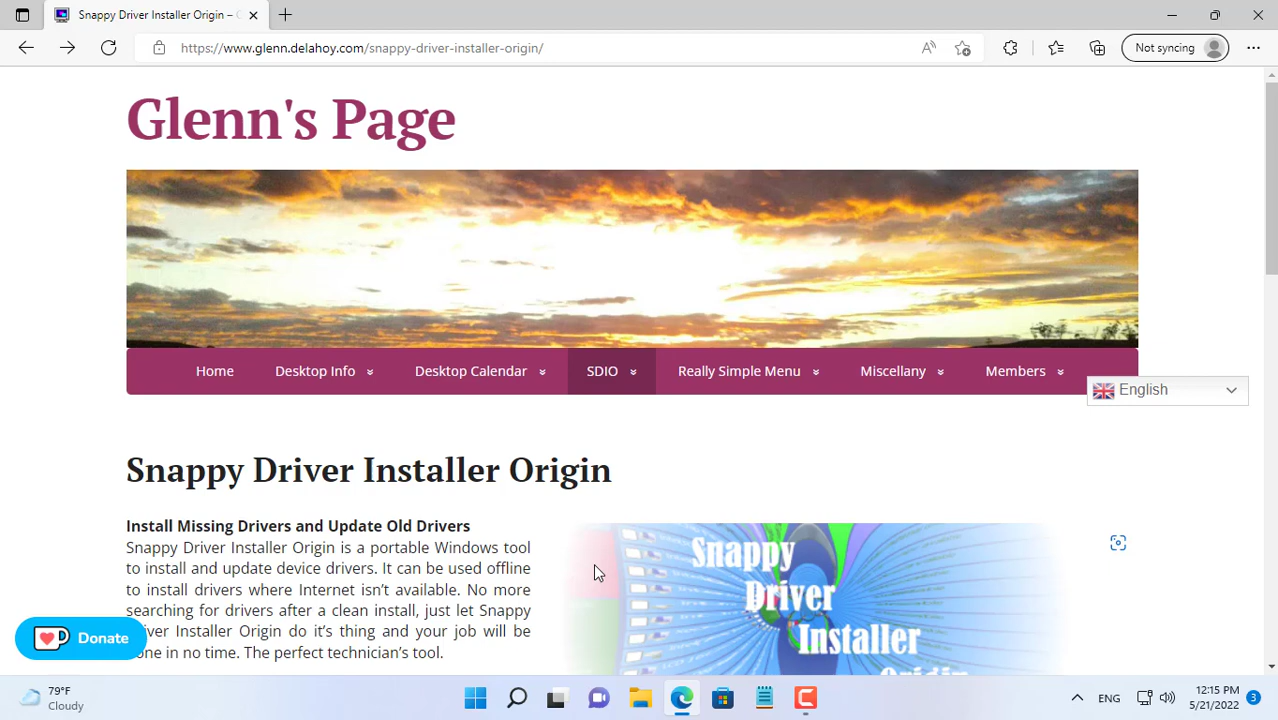 Snappy Driver Installer Origin –
https://www.glenn.delahoy.com/snappy-driver-installer-origin/
Not syncing
Glenn's Page
Home
Desktop Info
Desktop Calendar
SDIO
Really Simple Menu
Miscellany
Members
English
Snappy Driver Installer Origin
Install Missing Drivers and Update Old Drivers
Snappy Driver Installer Origin is a portable Windows tool
to install and update device drivers. It can be used offline
to install drivers where Internet isn't available. No more
searching for drivers after a clean install, just let Snappy
Installer Origin do it's thing and your job will be
in no time. The perfect technician's tool.
Snappy
Driver
Installer
Origin
Donate
79°F
Cloudy
ENG
12:15 PM
5/21/2022
3